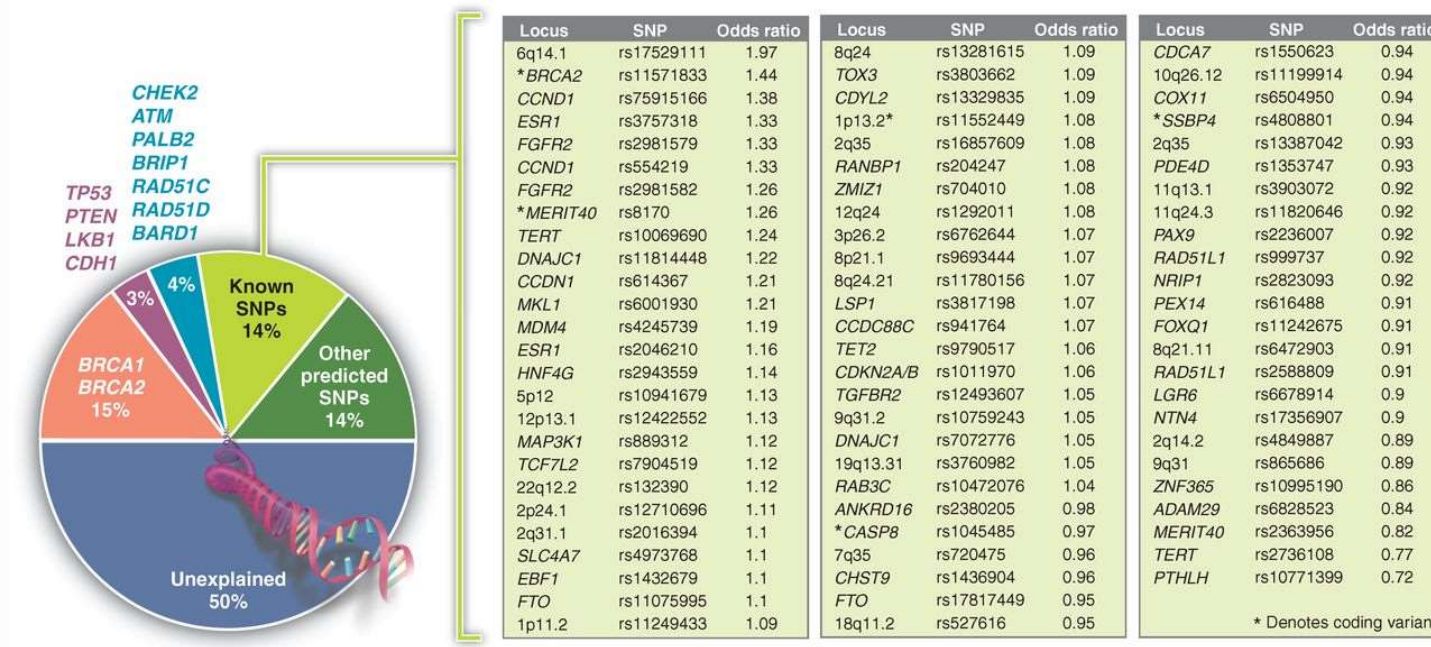 CHEK2
ATM
PALB2
BRIP1
RAD51C
RAD51D
BARD1
TP53
PTEN
LKB1
CDH1
3%
4%
Known
SNPs
14%
Other
predicted
SNPs
14%
BRCA1
BRCA2
15%
Unexplained
50%
Locus SNP Odds ratio
6q14.1 rs17529111 1.97
*BRCA2 rs11571833 1.44
CCND1 rs75915166 1.38
ESR1 rs3757318 1.33
FGFR2 rs2981579 1.33
CCND1 rs554219 1.33
FGFR2 rs2981582 1.26
*MERIT40 rs8170 1.26
TERT rs10069690 1.24
DNAJC1 rs11814448 1.22
CCDN1 rs614367 1.21
MKL1 rs6001930 1.21
MDM4 rs4245739 1.19
ESR1 rs2046210 1.16
HNF4G rs2943559 1.14
5p12 rs10941679 1.13
12p13.1 rs12422552 1.13
MAP3K1 rs889312 1.12
TCF7L2 rs7904519 1.12
22q12.2 rs132390 1.12
2p24.1 rs12710696 1.11
2q31.1 rs2016394 1.1
SLC4A7 rs4973768 1.1
EBF1 rs1432679 1.1
FTO rs11075995 1.1
1p11.2 rs11249433 1.09
Locus SNP Odds ratio
8q24 rs13281615 1.09
TOX3 rs3803662 1.09
CDYL2 rs13329835 1.09
1p13.2* rs11552449 1.08
2q35 rs16857609 1.08
RANBP1 rs204247 1.08
ZMIZ1 rs704010 1.08
12q24 rs1292011 1.08
3p26.2 rs6762644 1.07
8p21.1 rs9693444 1.07
8q24.21 rs11780156 1.07
LSP1 rs3817198 1.07
CCDC88C rs941764 1.07
TET2 rs9790517 1.06
CDKN2A/B rs1011970 1.06
TGFBR2 rs12493607 1.05
9q31.2 rs10759243 1.05
DNAJC1 rs7072776 1.05
19q13.31 rs3760982 1.05
RAB3C rs10472076 1.04
ANKRD16 rs2380205 0.98
*CASP8 rs1045485 0.97
7q35 rs720475 0.96
CHST9 rs1436904 0.96
FTO rs17817449 0.95
18q11.2 rs527616 0.95
Locus SNP Odds ratio
CDCA7 rs1550623 0.94
10q26.12 rs11199914 0.94
COX11 rs6504950 0.94
*SSBP4 rs4808801 0.94
2q35 rs13387042 0.93
PDE4D rs1353747 0.93
11q13.1 rs3903072 0.92
11q24.3 rs11820646 0.92
PAX9 rs2236007 0.92
RAD51L1 rs999737 0.92
NRIP1 rs2823093 0.92
PEX14 rs616488 0.91
FOXQ1 rs11242675 0.91
8q21.11 rs6472903 0.91
RAD51L1 rs2588809 0.91
LGR6 rs6678914 0.9
NTN4 rs17356907 0.9
2q14.2 rs4849887 0.89
9q31 rs865686 0.89
ZNF365 rs10995190 0.86
ADAM29 rs6828523 0.84
MERIT40 rs2363956 0.82
TERT rs2736108 0.77
PTHLH rs10771399 0.72
* Denotes coding varian